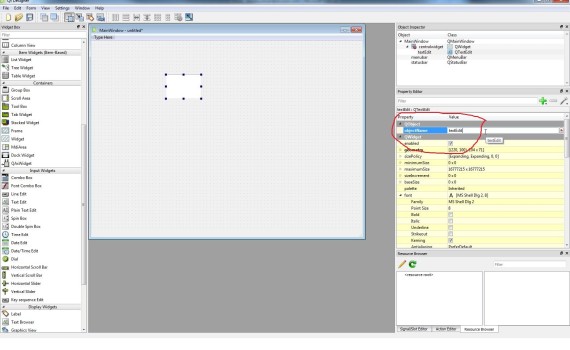 Qt Designer
File Edit Form View Settings Window Help
Widget Box
Filter
Column View
Item Widgets (Item-Based)
List Widget
Tree Widget
Table Widget
Containers
Group Box
Scroll Area
Tool Box
Tab Widget
Stacked Widget
Frame
Widget
MdiArea
Dock Widget
QAxWidget
Input Widgets
Combo Box
Font Combo Box
Line Edit
Text Edit
Plain Text Edit
Spin Box
Double Spin Box
Time Edit
Date Edit
Date/Time Edit
Dial
Horizontal Scroll Bar
Vertical Scroll Bar
Horizontal Slider
Vertical Slider
Key sequence Edit
Display Widgets
Label
Text Browser
Graphics View
MainWindow - untitled*
Type Here
Object Inspector
Object Class
MainWindow QMainWindow
centralwidget QWidget
textEdit QTextEdit
menubar QMenuBar
statusbar QStatusBar
Property Editor
Filter
textEdit : QTextEdit
Property Value
QObject
objectName textEdit
QWidget
textEdit
enabled
geometry
sizePolicy [Expanding, Expanding, 0, 0]
minimumSize 0 x 0
maximumSize 16777215 x 16777215
sizeIncrement 0 x 0
baseSize 0 x 0
palette Inherited
font A [MS Shell Dlg 2, 8]
Family MS Shell Dlg 2
Point Size 8
Bold
Italic
Underline
Strikeout
Kerning
Antialiasing PreferDefault
Resource Browser
Filter
<resource root>
Signal/Slot Editor Action Editor Resource Browser